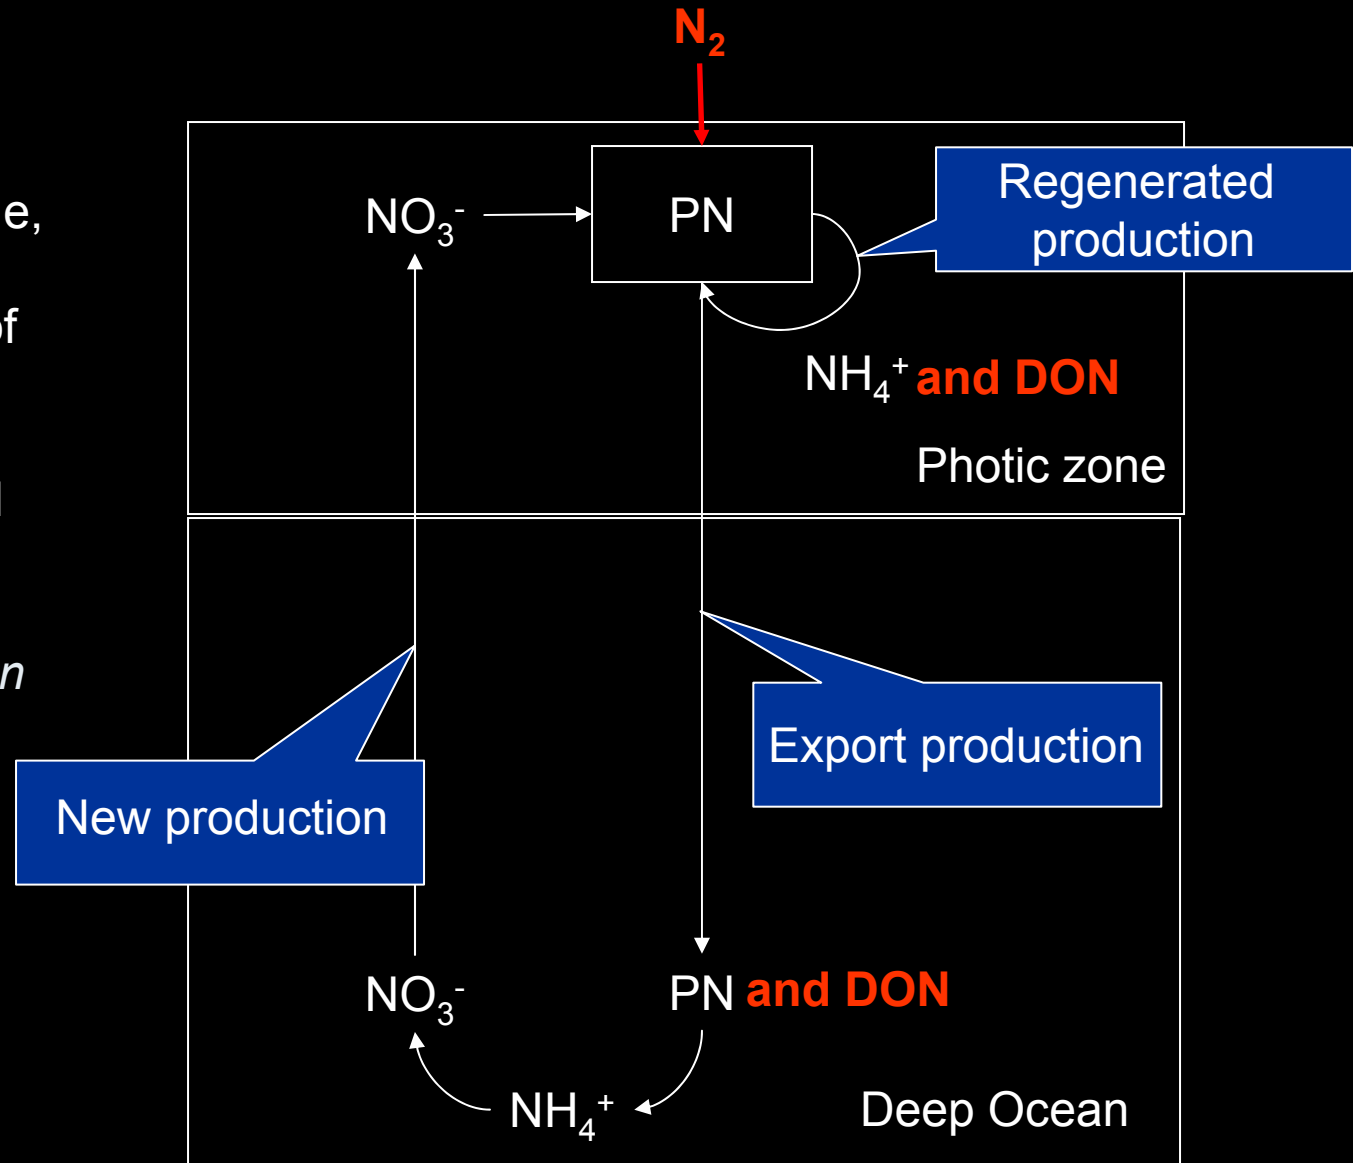 N₂
Regenerated
production
e,
NO₃⁻
PN
of
NH₄⁺ and DON
Photic zone
n
Export production
New production
NO₃⁻
PN and DON
NH₄⁺
Deep Ocean